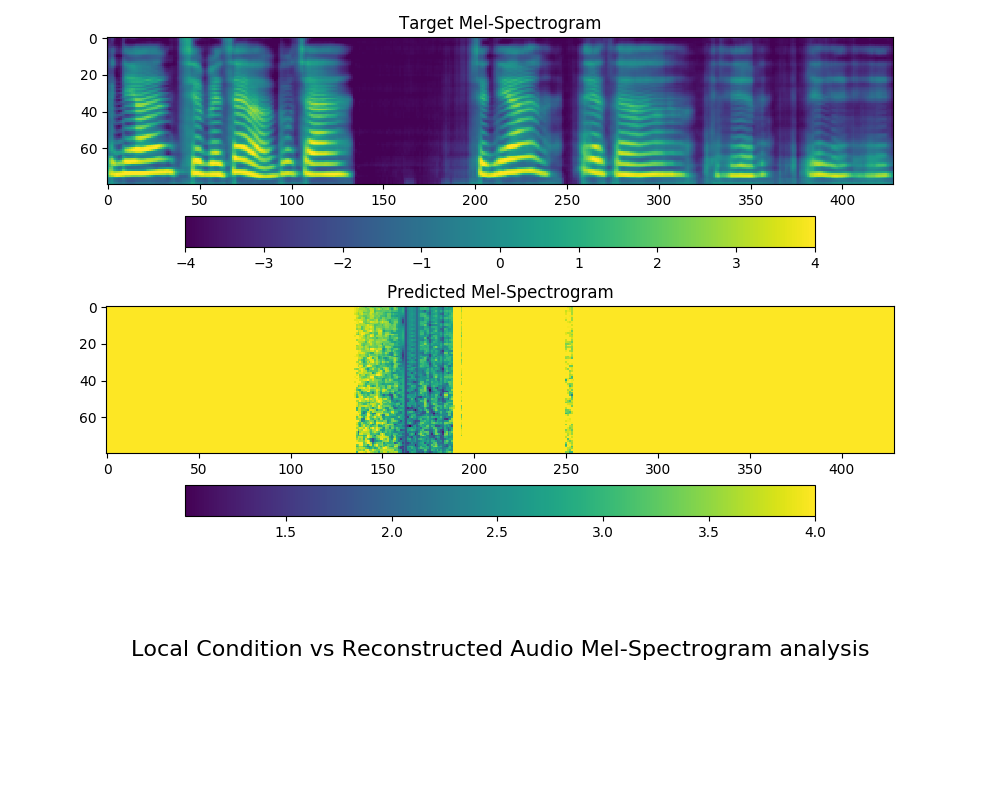 Target Mel-Spectrogram
0
20
40
60
0 50 100 150 200 250 300 350 400
−4 −3 −2 −1 0 1 2 3 4
Predicted Mel-Spectrogram
0
20
40
60
0 50 100 150 200 250 300 350 400
1.5 2.0 2.5 3.0 3.5 4.0
Local Condition vs Reconstructed Audio Mel-Spectrogram analysis